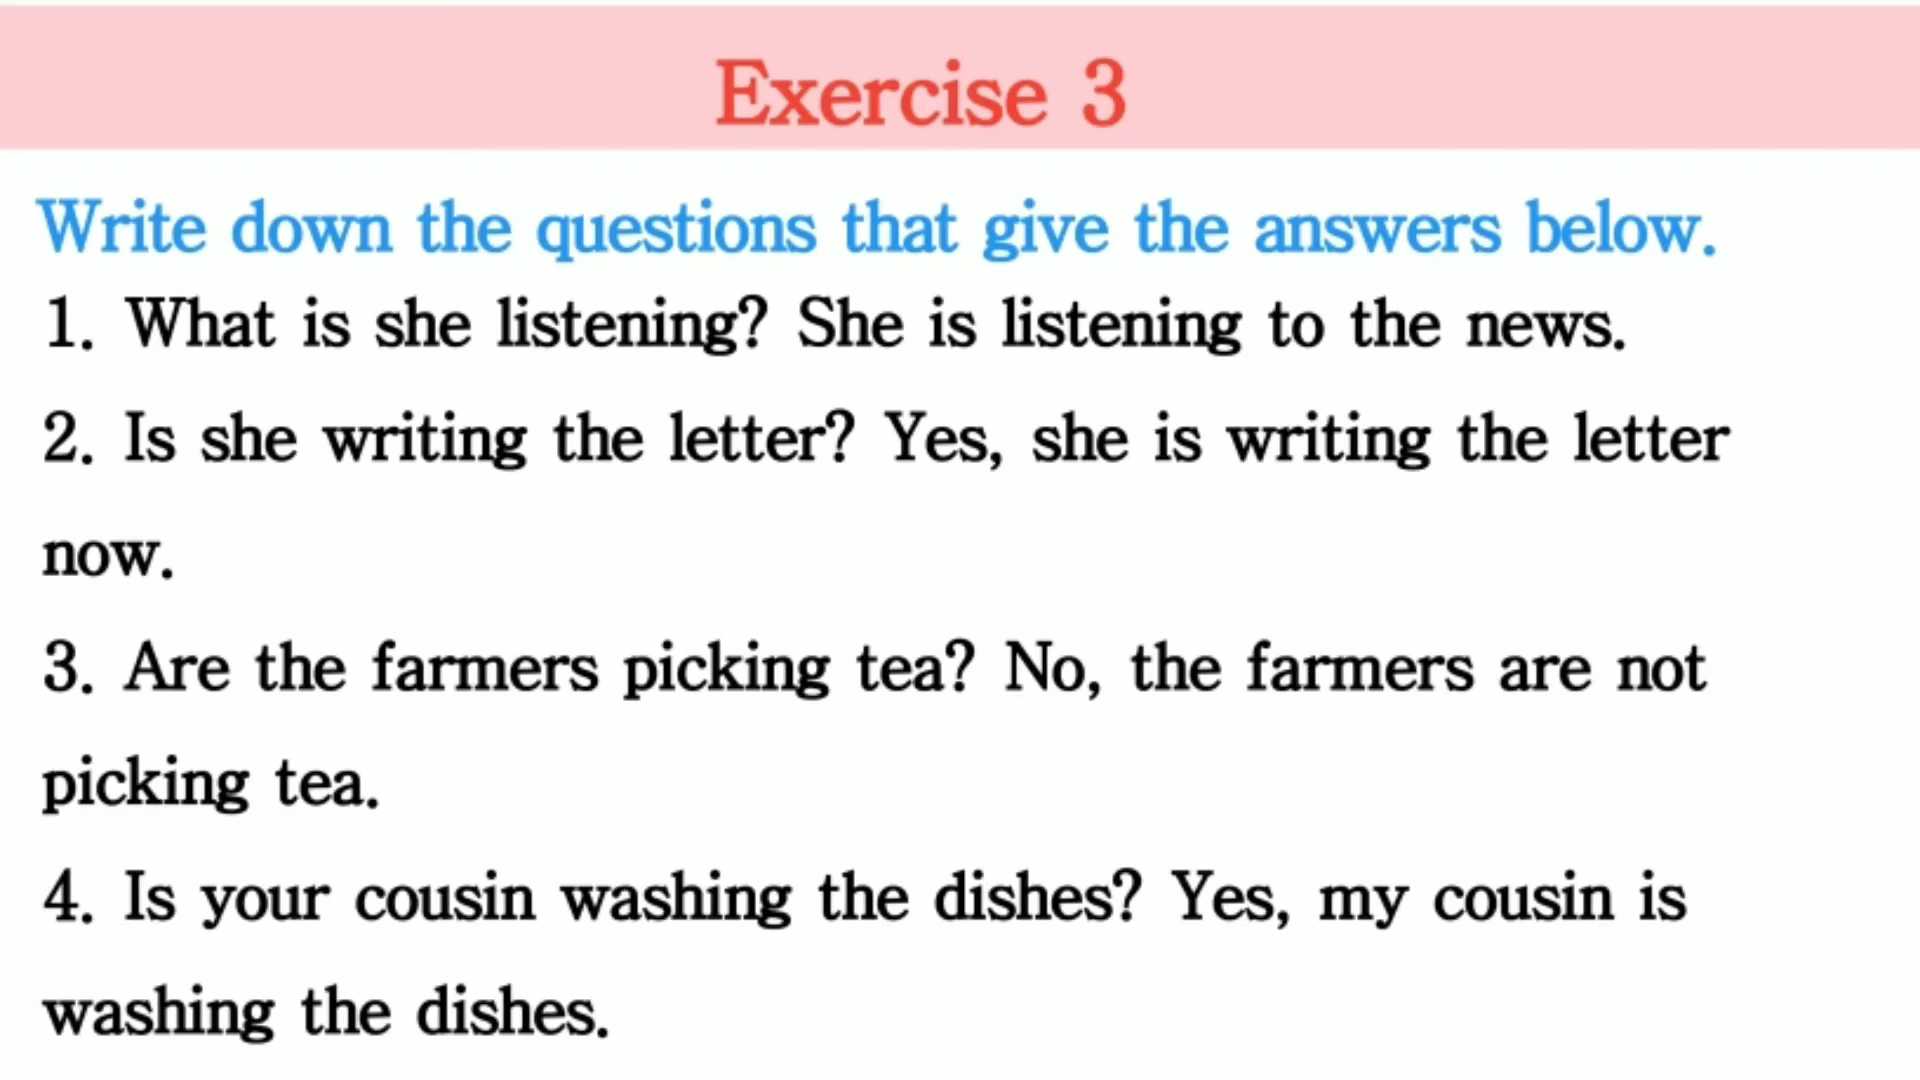 Exercise 3
Write down the questions that give the answers below.
1. What is she listening? She is listening to the news.
2. Is she writing the letter? Yes, she is writing the letter
now.
3. Are the farmers picking tea? No, the farmers are not
picking tea.
4. Is your cousin washing the dishes? Yes, my cousin is
washing the dishes.